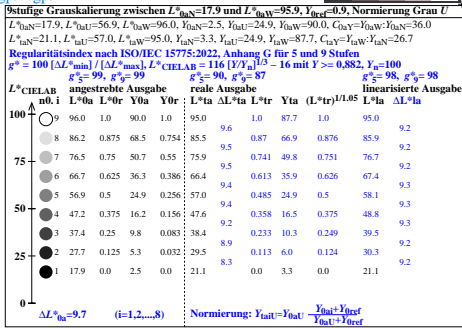 9stufige Grauskalierung zwischen L*0aN=17.9 und L*0aW=95.9, Y0ref=0.9, Normierung Grau U
L*0aN=17.9, L*0aU=56.9, L*0aW=96.0, Y0aN=2.5, Y0aU=24.9, Y0aW=90.0, C0aY=Y0aW:Y0aN=36.0
L*taN=21.1, L*taU=57.0, L*taW=95.0, YtaN=3.3, YtaU=24.9, YtaW=87.7, CtaY=YtaW:YtaN=26.7
Regularitätsindex nach ISO/IEC 15775:2022, Anhang G für 5 und 9 Stufen
g* = 100 [ΔL*min] / [ΔL*max], L*CIELAB = 116 [Y/Yn]1/3 − 16 mit Y >= 0,882, Yn=100
g*5= 99, g*9= 99 g*5= 90, g*9= 87 g*5= 98, g*9= 98
L*CIELAB angestrebte Ausgabe reale Ausgabe linearisierte Ausgabe
n0. i L*0a L*0r Y0a Y0r L*ta ΔL*ta L*tr Yta (L*tr)1/1.05 L*la ΔL*la
100 9 96.0 1.0 90.0 1.0 95.0 1.0 87.7 1.0 95.0
9.6 9.2
8 86.2 0.875 68.5 0.754 85.5 0.87 66.9 0.876 85.9
9.5 9.2
75 7 76.5 0.75 50.7 0.55 75.9 0.741 49.8 0.751 76.7
9.4 9.2
6 66.7 0.625 36.3 0.386 66.4 0.613 35.9 0.626 67.4
9.4 9.3
5 56.9 0.5 24.9 0.256 57.0 0.485 24.9 0.5 58.1
9.4 9.3
50 4 47.2 0.375 16.2 0.156 47.6 0.358 16.5 0.375 48.8
9.2 9.3
3 37.4 0.25 9.8 0.083 38.4 0.233 10.3 0.249 39.5
8.9 9.2
25 2 27.7 0.125 5.3 0.032 29.5 0.113 6.0 0.124 30.3
8.3 9.2
1 17.9 0.0 2.5 0.0 21.1 0.0 3.3 0.0 21.1
0
ΔL*0a=9.7 (i=1,2,...,8) Normierung: YtaiU=Y0aU Y0ai+Y0ref
Y0aU+Y0ref